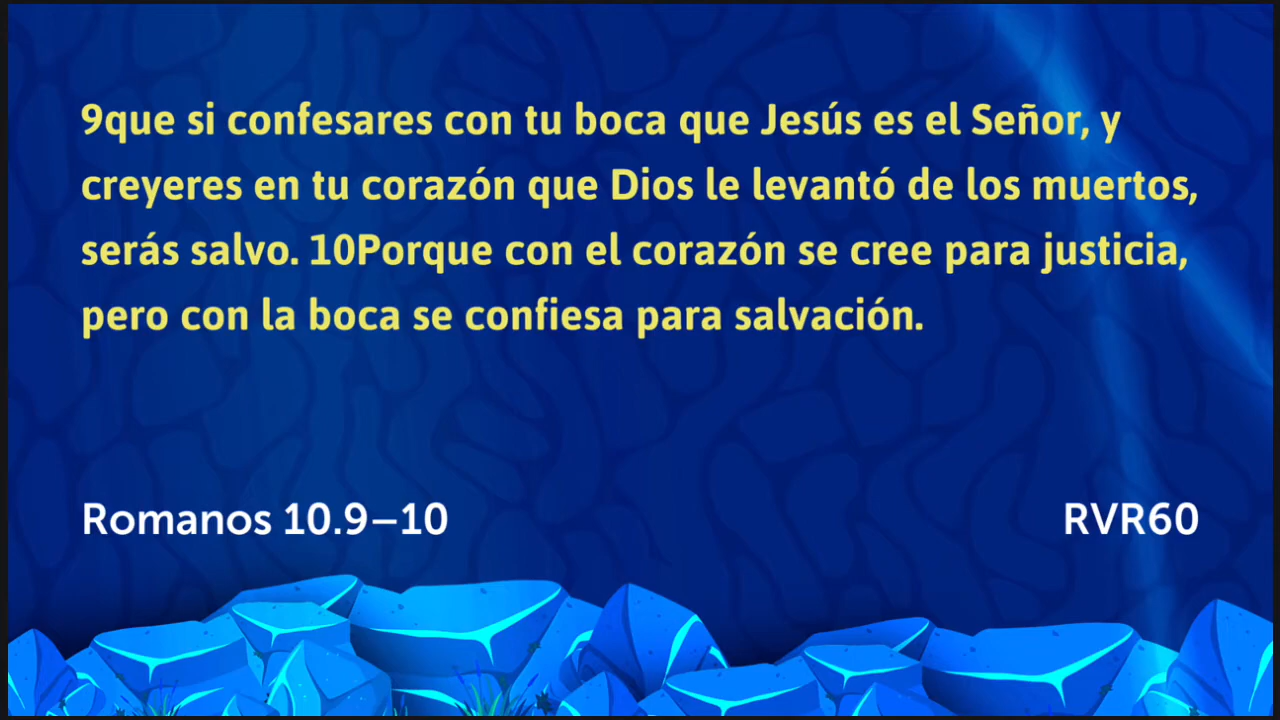 9que si confesares con tu boca que Jesús es el Señor, y
creyeres en tu corazón que Dios le levantó de los muertos,
serás salvo. 10Porque con el corazón se cree para justicia,
pero con la boca se confiesa para salvación.
Romanos 10.9–10
RVR60